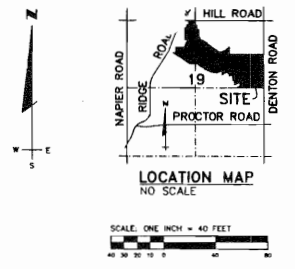 N
HILL ROAD
NAPIER ROAD
RIDGE ROAD
DENTON ROAD
19
SITE
N
PROCTOR ROAD
W E
S
LOCATION MAP
NO SCALE
SCALE: ONE INCH = 40 FEET
40 30 20 10 0 40 80